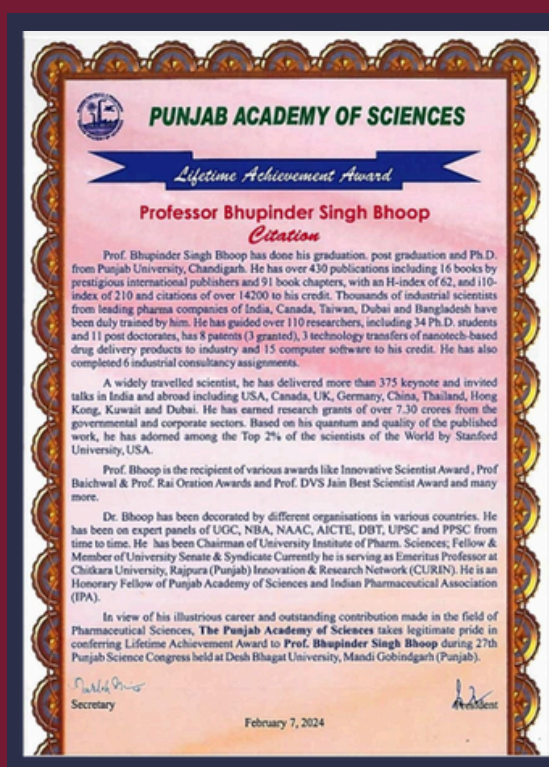 PUNJAB ACADEMY OF SCIENCES
Lifetime Achievement Award
Professor Bhupinder Singh Bhoop
Citation
Prof. Bhupinder Singh Bhoop has done his graduation, post graduation and Ph.D.
from Punjab University, Chandigarh. He has over 430 publications including 16 books by
prestigious international publishers and 91 book chapters, with an H-index of 62, and i10-
index of 210 and citations of over 14200 to his credit. Thousands of industrial scientists
from leading pharma companies of India, Canada, Taiwan, Dubai and Bangladesh have
been duly trained by him. He has guided over 110 researchers, including 34 Ph.D. students
and 11 post doctorates, has 8 patents (3 granted), 3 technology transfers of nanotech-based
drug delivery products to industry and 15 computer software to his credit. He has also
completed 6 industrial consultancy assignments.
A widely travelled scientist, he has delivered more than 375 keynote and invited
talks in India and abroad including USA, Canada, UK, Germany, China, Thailand, Hong
Kong, Kuwait and Dubai. He has earned research grants of over 7.30 crores from the
governmental and corporate sectors. Based on his quantum and quality of the published
work, he has adorned among the Top 2% of the scientists of the World by Stanford
University, USA.
Prof. Bhoop is the recipient of various awards like Innovative Scientist Award , Prof
Baichwal & Prof. Rai Oration Awards and Prof. DVS Jain Best Scientist Award and many
more.
Dr. Bhoop has been decorated by different organisations in various countries. He
has been on expert panels of UGC, NBA, NAAC, AICTE, DBT, UPSC and PPSC from
time to time. He has been Chairman of University Institute of Pharm. Sciences; Fellow &
Member of University Senate & Syndicate Currently he is serving as Emeritus Professor at
Chitkara University, Rajpura (Punjab) Innovation & Research Network (CURIN). He is an
Honorary Fellow of Punjab Academy of Sciences and Indian Pharmaceutical Association
(IPA).
In view of his illustrious career and outstanding contribution made in the field of
Pharmaceutical Sciences, The Punjab Academy of Sciences takes legitimate pride in
conferring Lifetime Achievement Award to Prof. Bhupinder Singh Bhoop during 27th
Punjab Science Congress held at Desh Bhagat University, Mandi Gobindgarh (Punjab).
Secretary
President
February 7, 2024